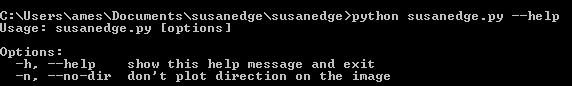 C:\Users\ames\Documents\susanedge\susanedge>python susanedge.py --help
Usage: susanedge.py [options]
Options:
-h, --help show this help message and exit
-n, --no-dir don't plot direction on the image